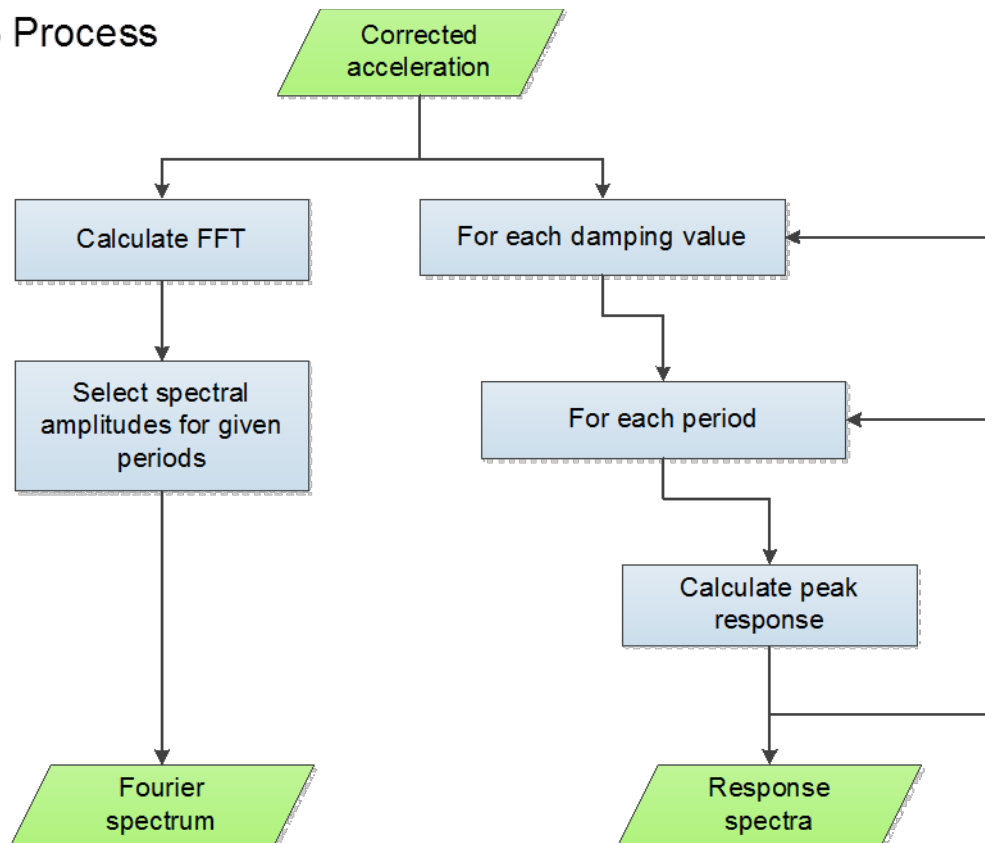 Process
Corrected
acceleration
Calculate FFT
For each damping value
Select spectral
amplitudes for given
periods
For each period
Calculate peak
response
Fourier
spectrum
Response
spectra